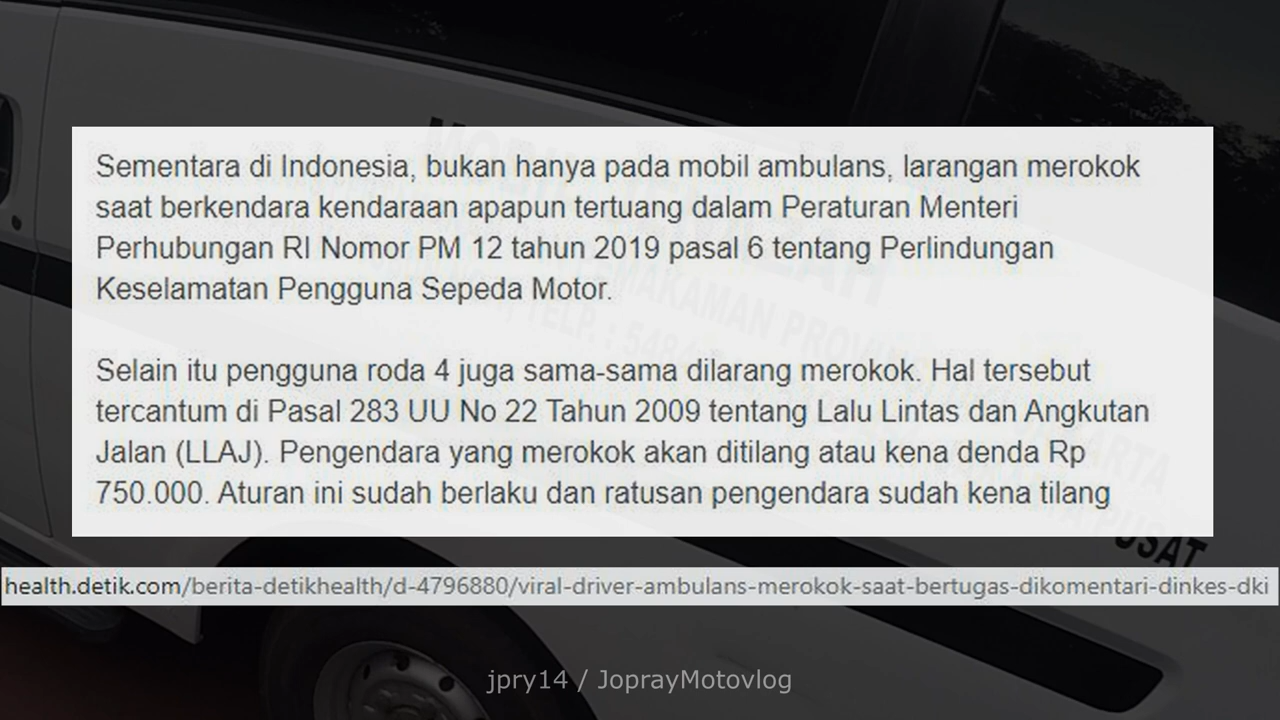 Sementara di Indonesia, bukan hanya pada mobil ambulans, larangan merokok
saat berkendara kendaraan apapun tertuang dalam Peraturan Menteri
Perhubungan RI Nomor PM 12 tahun 2019 pasal 6 tentang Perlindungan
Keselamatan Pengguna Sepeda Motor.
Selain itu pengguna roda 4 juga sama-sama dilarang merokok. Hal tersebut
tercantum di Pasal 283 UU No 22 Tahun 2009 tentang Lalu Lintas dan Angkutan
Jalan (LLAJ). Pengendara yang merokok akan ditilang atau kena denda Rp
750.000. Aturan ini sudah berlaku dan ratusan pengendara sudah kena tilang
PUSAT
health.detik.com/berita-detikhealth/d-4796880/viral-driver-ambulans-merokok-saat-bertugas-dikomentari-dinkes-dki
jpry14 / JoprayMotovlog